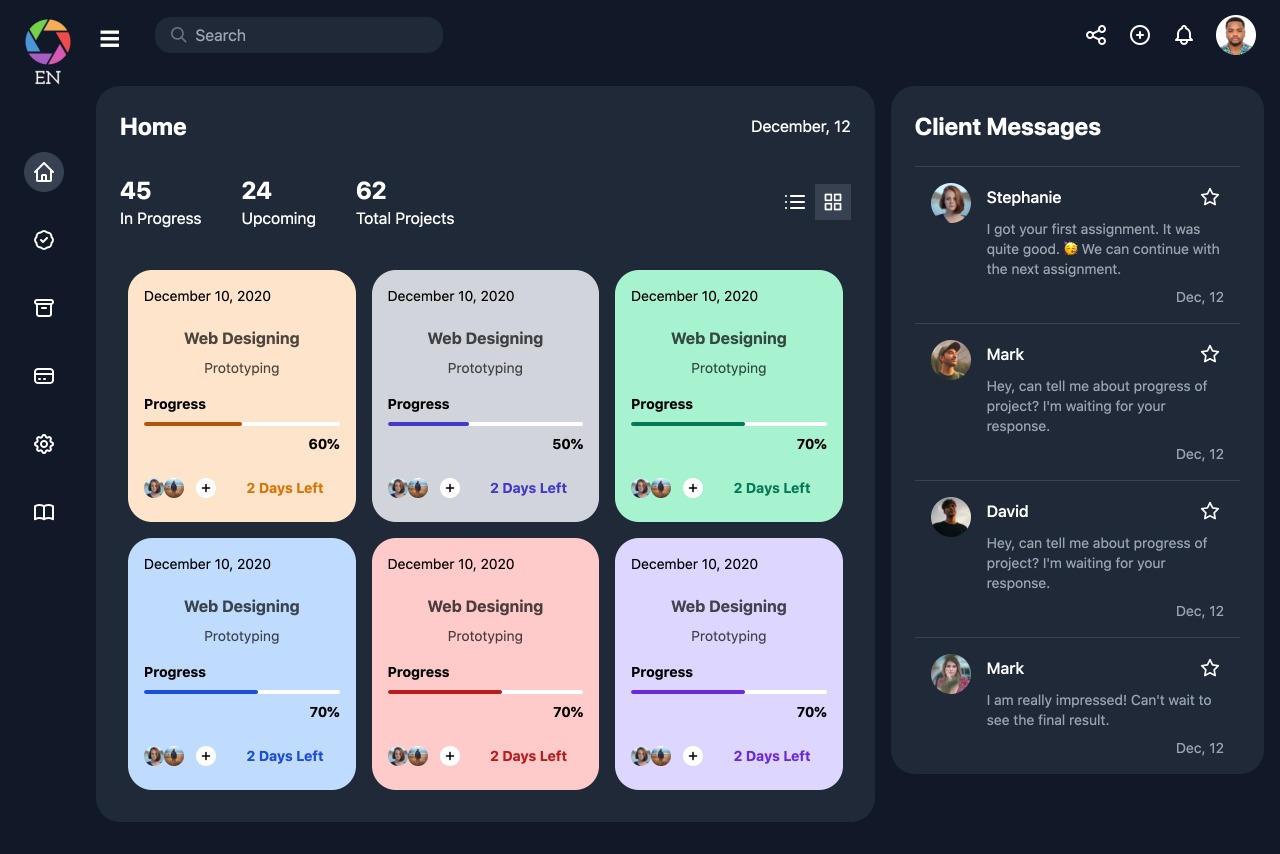 EN
Search
Home
December, 12
45
In Progress
24
Upcoming
62
Total Projects
December 10, 2020
Web Designing
Prototyping
Progress
60%
2 Days Left
December 10, 2020
Web Designing
Prototyping
Progress
50%
2 Days Left
December 10, 2020
Web Designing
Prototyping
Progress
70%
2 Days Left
December 10, 2020
Web Designing
Prototyping
Progress
70%
2 Days Left
December 10, 2020
Web Designing
Prototyping
Progress
70%
2 Days Left
December 10, 2020
Web Designing
Prototyping
Progress
70%
2 Days Left
Client Messages
Stephanie
I got your first assignment. It was
quite good. 🥳 We can continue with
the next assignment.
Dec, 12
Mark
Hey, can tell me about progress of
project? I'm waiting for your
response.
Dec, 12
David
Hey, can tell me about progress of
project? I'm waiting for your
response.
Dec, 12
Mark
I am really impressed! Can't wait to
see the final result.
Dec, 12